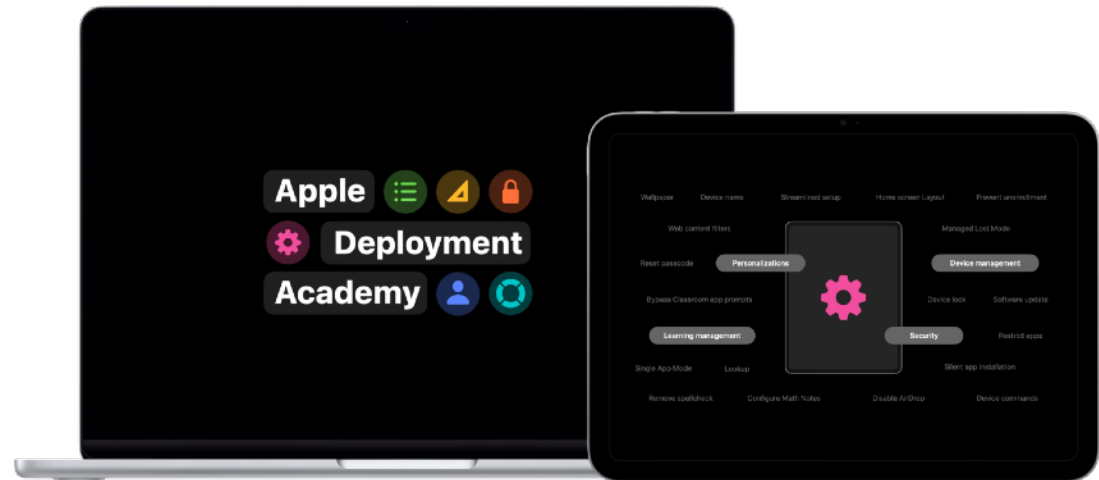 Apple
Deployment
Academy
Wallpaper Device name Streamlined setup Home screen Layout Prevent unenrollment
Web content filters Managed Lost Mode
Reset passcode Personalizations Device management
Bypass Classroom app prompts Device lock Software update
Learning management Security Restrict apps
Single App Mode Lookup Silent app installation
Remove spellcheck Configure Math Notes Disable AirDrop Device commands